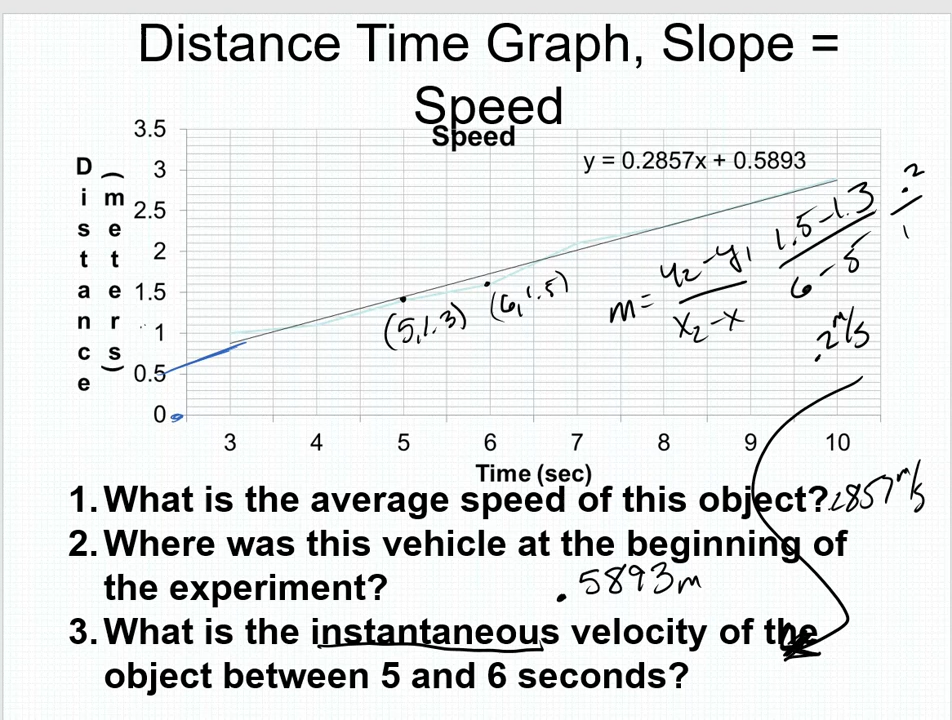 Distance Time Graph, Slope =
Speed
Speed
y = 0.2857x + 0.5893
Distance
(meters)
3.5
3
2.5
2
1.5
1
0.5
0
3 4 5 6 7 8 9 10
Time (sec)
(5,1.3)
(6,1.5)
m= y2-y1
x2-x
1.5-1.3
6-5
.2
1
.2 m/s
1. What is the average speed of this object? .2857 m/s
2. Where was this vehicle at the beginning of
the experiment?
.5893m
3. What is the instantaneous velocity of the
object between 5 and 6 seconds?